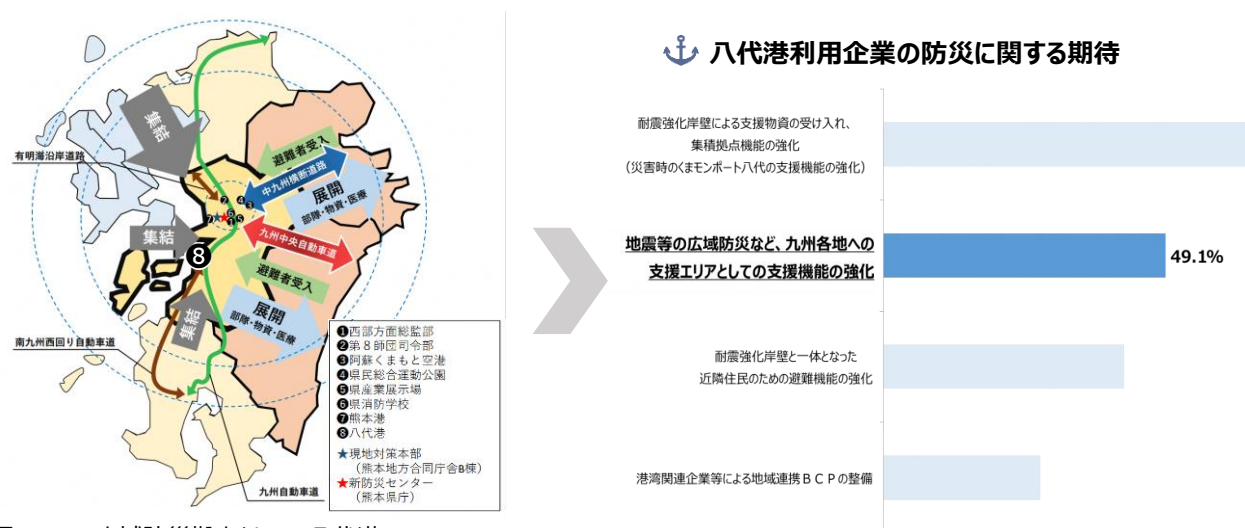 集結
有明海沿岸道路
避難者受入
中九州横断道路
展開
部隊・物資・医療
集結
九州中央自動車道
避難者受入
展開
部隊・物資・医療
集結
南九州西回り自動車道
九州自動車道
❷
❹
❸
❼
❻
❶
❺
❽
❶西部方面総監部
❷第8師団司令部
❸阿蘇くまもと空港
❹県民総合運動公園
❺県産業展示場
❻県消防学校
❼熊本港
❽八代港
★現地対策本部
(熊本地方合同庁舎B棟)
★新防災センター
(熊本県庁)
八代港利用企業の防災に関する期待
耐震強化岸壁による支援物資の受け入れ、
集積拠点機能の強化
(災害時のくまモンポート八代の支援機能の強化)
地震等の広域防災など、九州各地への
支援エリアとしての支援機能の強化
49.1%
耐震強化岸壁と一体となった
近隣住民のための避難機能の強化
港湾関連企業等による地域連携BCPの整備